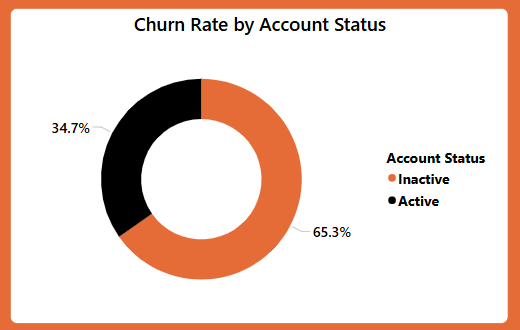 Churn Rate by Account Status
34.7%
Account Status
Inactive
Active
65.3%